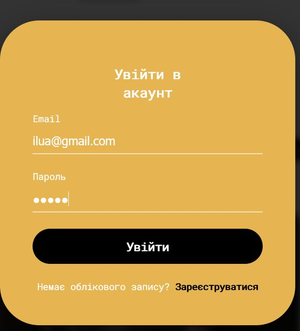 Увійти в
акаунт
Email
ilua@gmail.com
Пароль
●●●●●
Увійти
Немає облікового запису? Зареєструватися